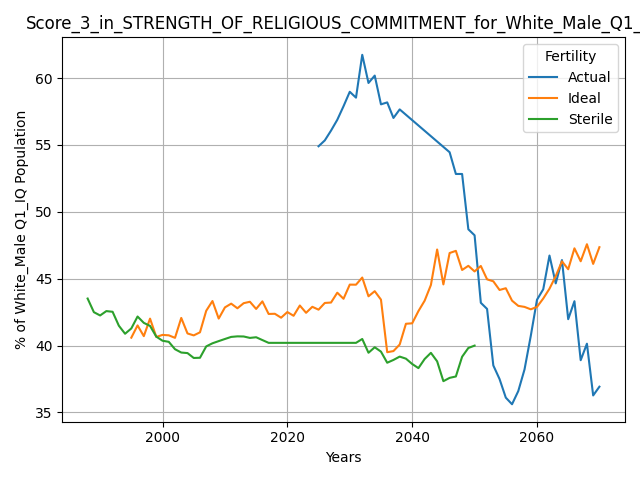 Score_3_in_STRENGTH_OF_RELIGIOUS_COMMITMENT_for_White_Male_Q1_
Fertility
Actual
Ideal
Sterile
% of White_Male Q1_IQ Population
60
55
50
45
40
35
2000
2020
2040
2060
Years